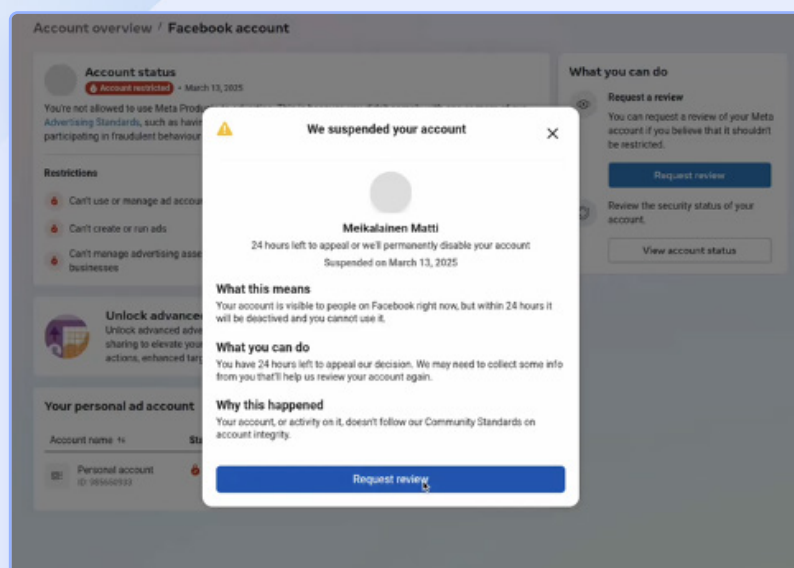 Account overview / Facebook account
Account status
Account restricted • March 13, 2025
You're not allowed to use Meta Produ
Advertising Standards, such as havin
participating in fraudulent behaviour
Restrictions
Can't use or manage ad accou
Can't create or run ads
Can't manage advertising asse
businesses
Unlock advance
Unlock advanced adve
sharing to elevate your
actions, enhanced targ
Your personal ad account
Account name
Sta
Personal account
We suspended your account
Meikalainen Matti
24 hours left to appeal or we'll permanently disable your account
Suspended on March 13, 2025
What this means
Your account is visible to people on Facebook right now, but within 24 hours it
will be deactived and you cannot use it.
What you can do
You have 24 hours left to appeal our decision. We may need to collect some info
from you that'll help us review your account again.
Why this happened
Your account, or activity on it, doesn't follow our Community Standards on
account integrity.
Request review
What you can do
Request a review
You can request a review of your Meta
account if you believe that it shouldn't
be restricted.
Request review
Review the security status of your
account.
View account status